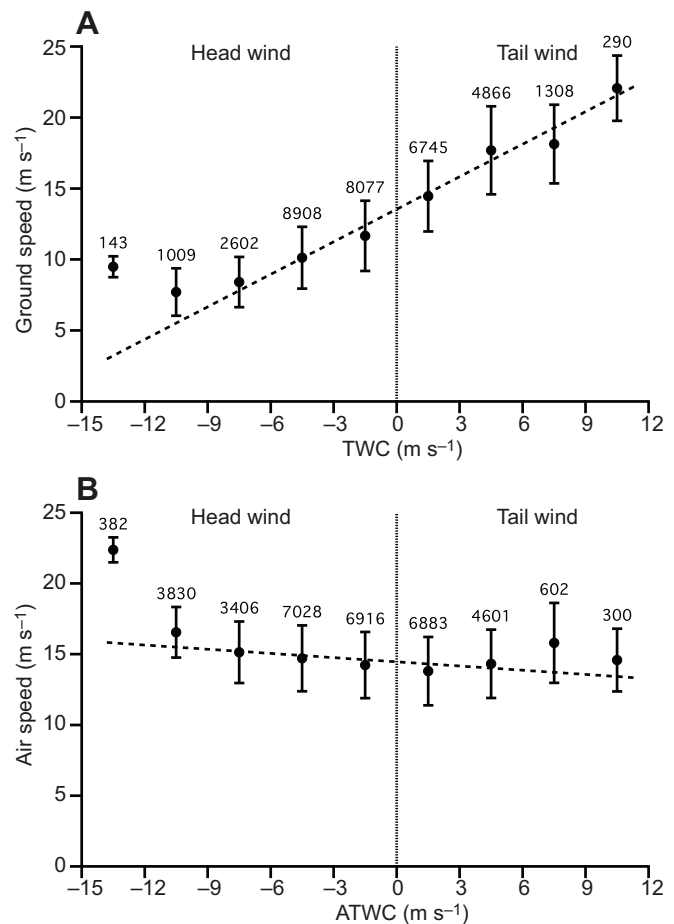 A
Head wind
Tail wind
Ground speed (m s–1)
25
20
15
10
5
0
143
1009
2602
8908
8077
6745
4866
1308
290
–15 –12 –9 –6 –3 0 3 6 9 12
TWC (m s–1)
B
Head wind
Tail wind
Air speed (m s–1)
25
20
15
10
5
0
382
3830
3406
7028
6916
6883
4601
602
300
–15 –12 –9 –6 –3 0 3 6 9 12
ATWC (m s–1)